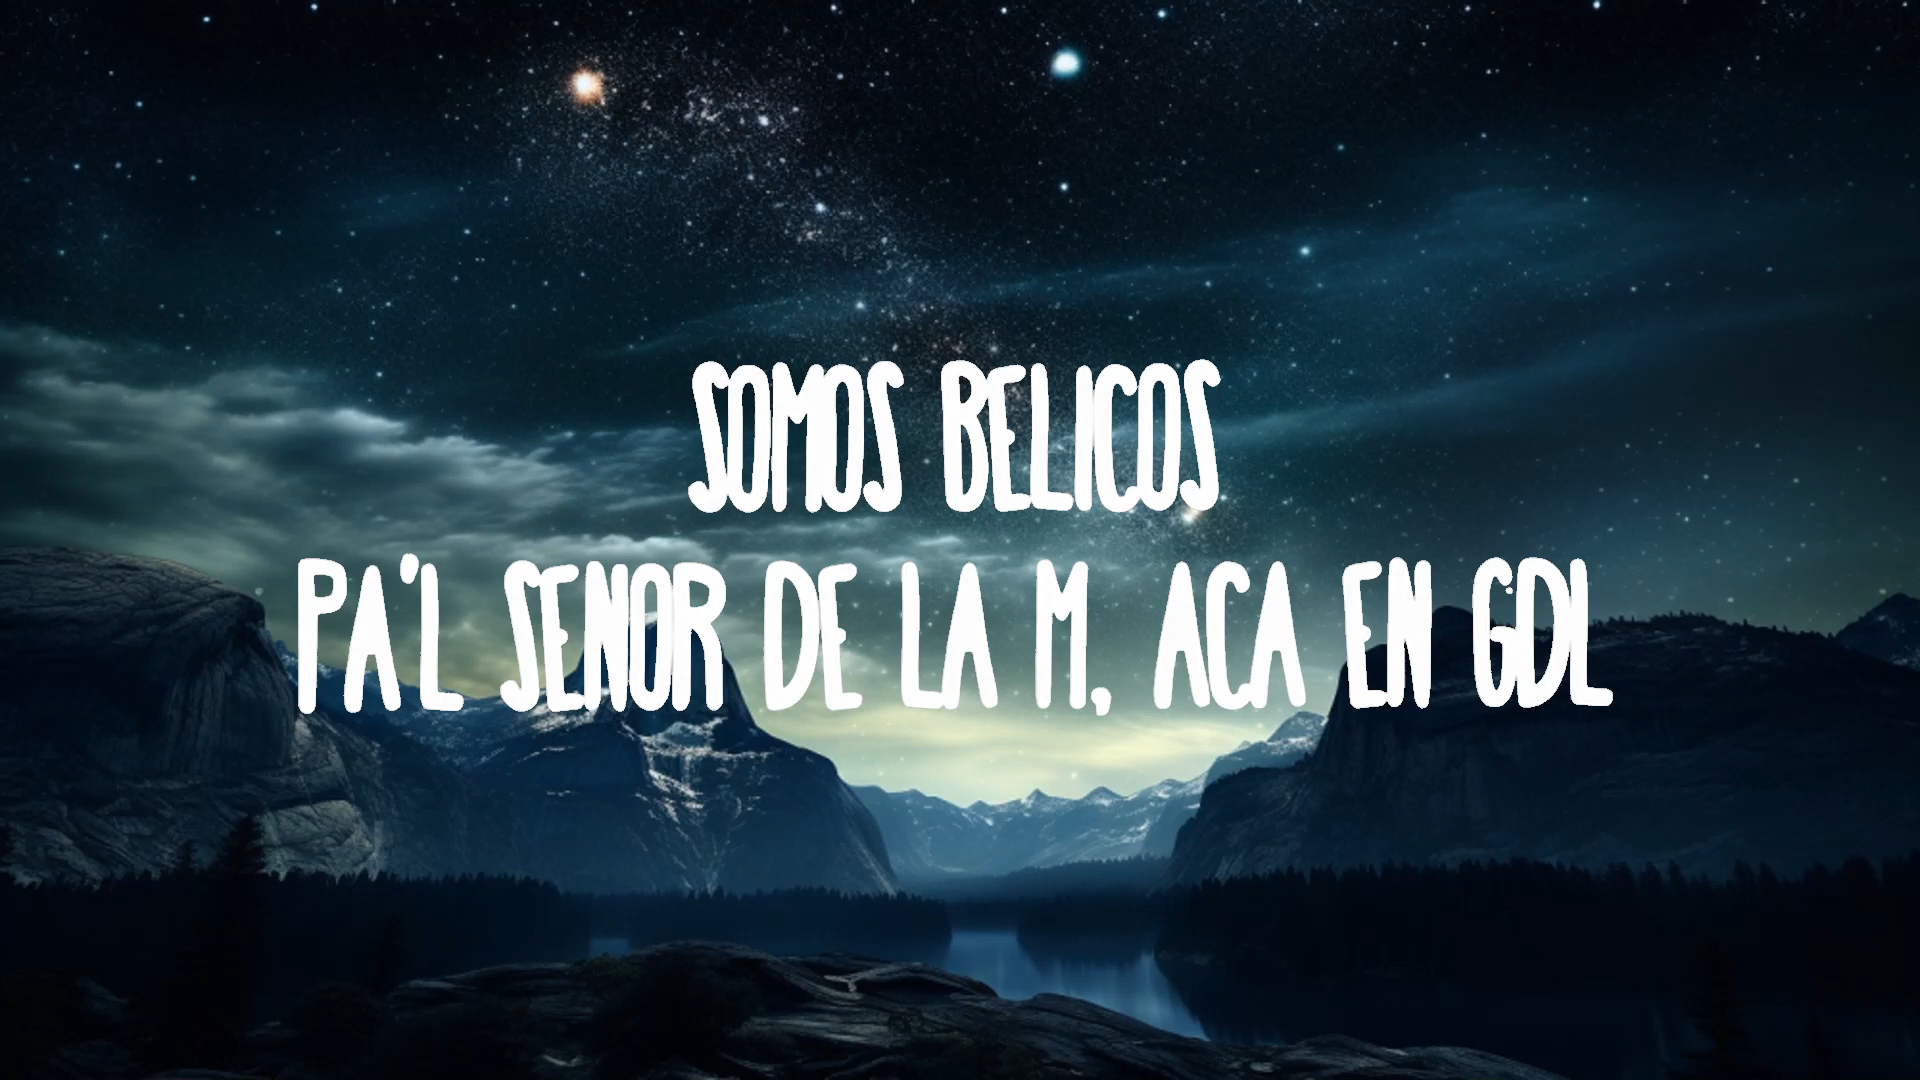 SOMOS BELICOS
PA'L SENOR DE LA M, ACA EN GDL